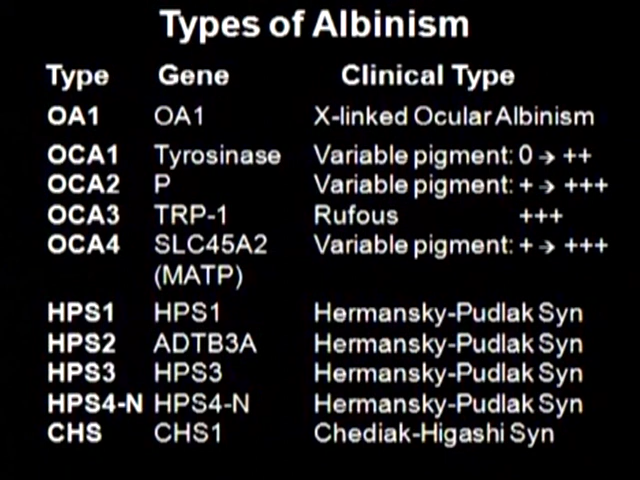 Types of Albinism
Type Gene Clinical Type
OA1 OA1 X-linked Ocular Albinism
OCA1 Tyrosinase Variable pigment: 0 → ++
OCA2 P Variable pigment: + → +++
OCA3 TRP-1 Rufous +++
OCA4 SLC45A2 Variable pigment: + → +++
(MATP)
HPS1 HPS1 Hermansky-Pudlak Syn
HPS2 ADTB3A Hermansky-Pudlak Syn
HPS3 HPS3 Hermansky-Pudlak Syn
HPS4-N HPS4-N Hermansky-Pudlak Syn
CHS CHS1 Chediak-Higashi Syn